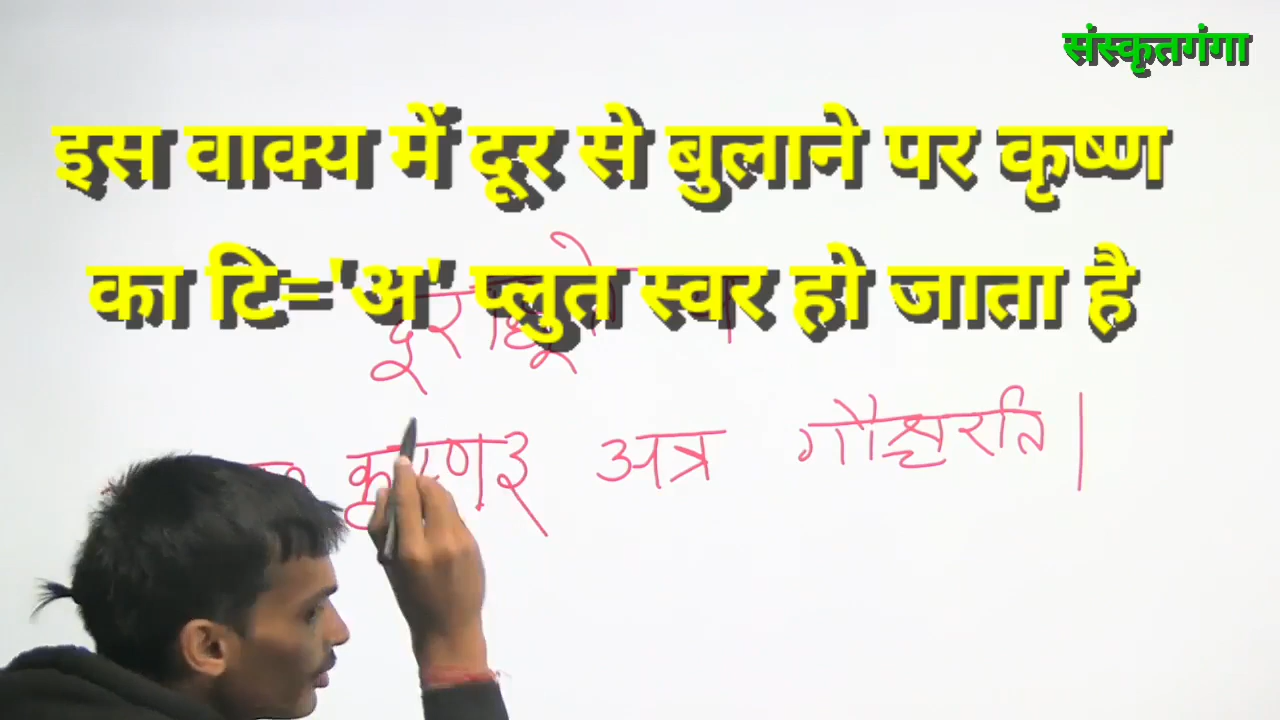 संस्कृतगंगा
इस वाक्य में दूर से बुलाने पर कृष्ण
का टि='अ' प्लुत स्वर हो जाता है
कृष्ण३ अत्र गौश्चरति।